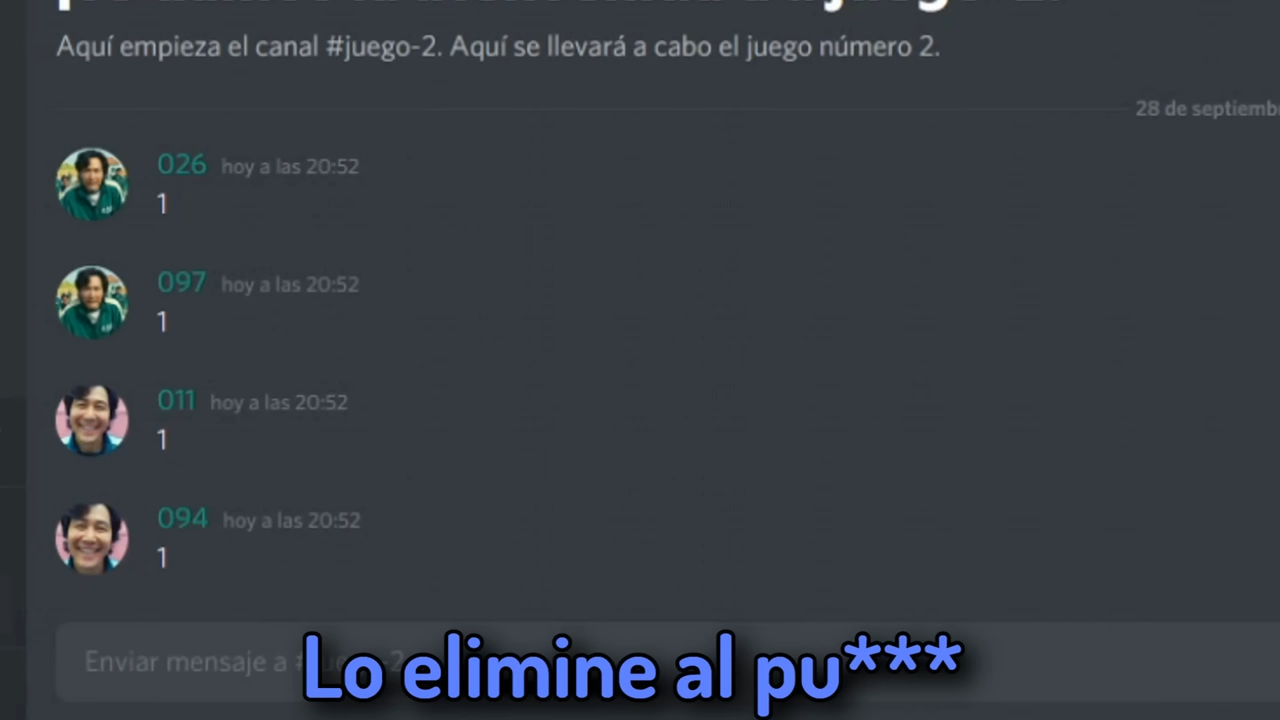 Aquí empieza el canal #juego-2. Aquí se llevará a cabo el juego número 2.
28 de septiemb
026 hoy a las 20:52
1
097 hoy a las 20:52
1
011 hoy a las 20:52
1
094 hoy a las 20:52
1
Enviar mensaje a #
Lo elimine al pu***